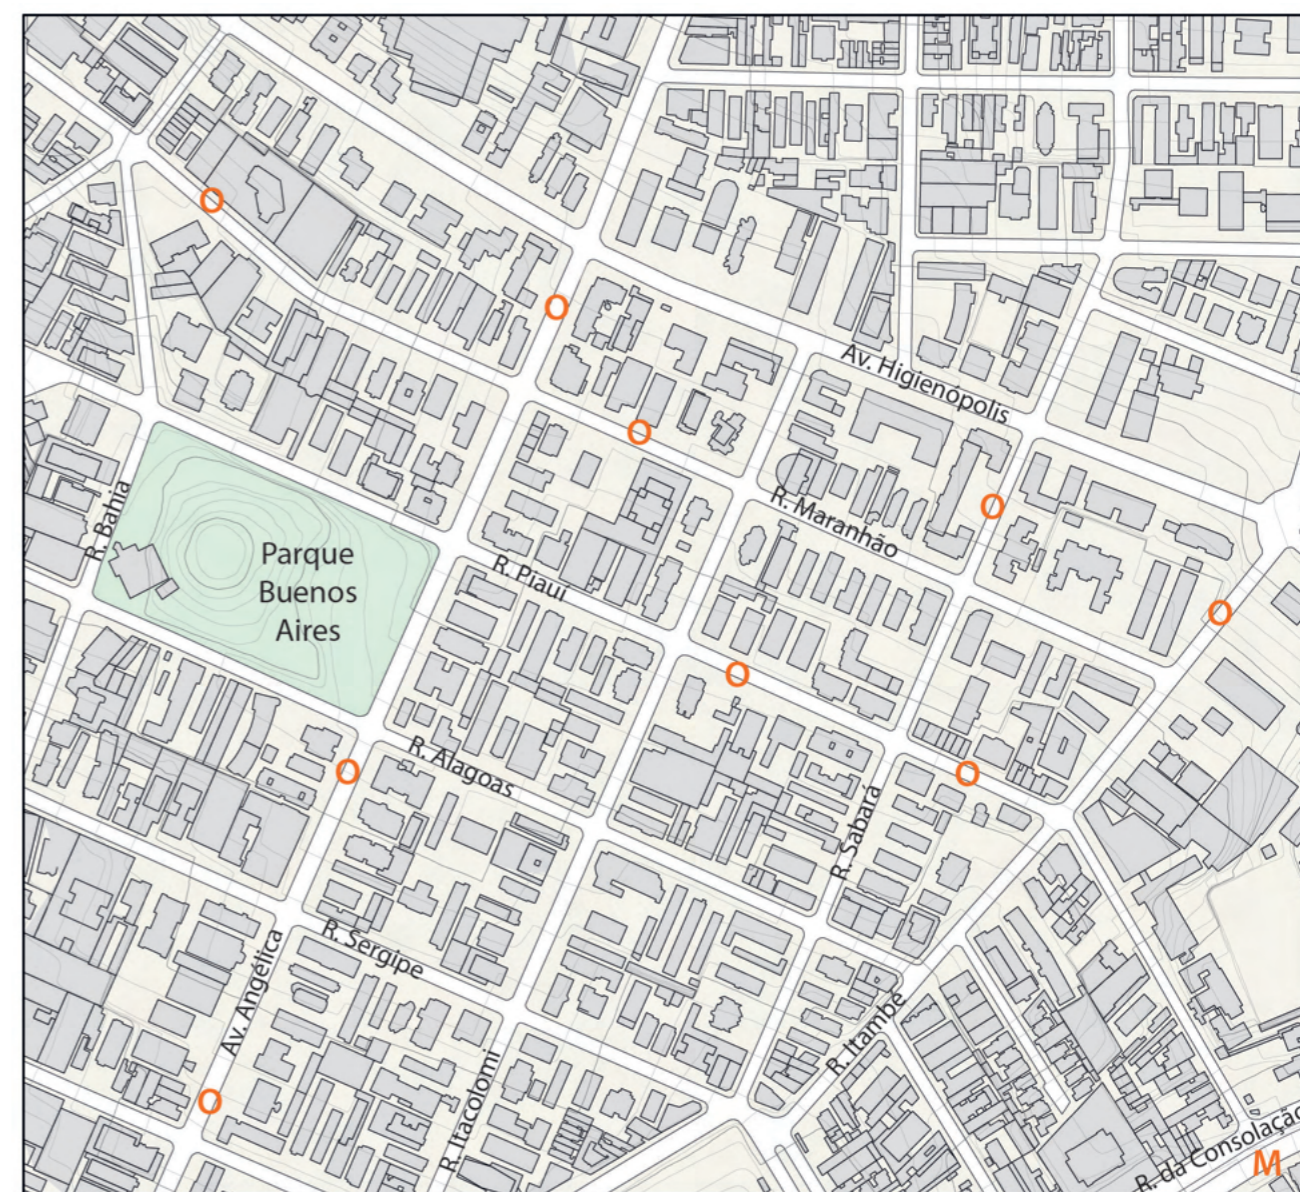 O
O
Av. Higienópolis
O
R. Maranhão
O
R. Bahia
Parque
Buenos
Aires
R. Piauí
O
O
R. Alagoas
O
O
R. Sabará
R. Sergipe
Av. Angélica
R. Itambé
R. Itacolomi
O
R. da Consolação
M